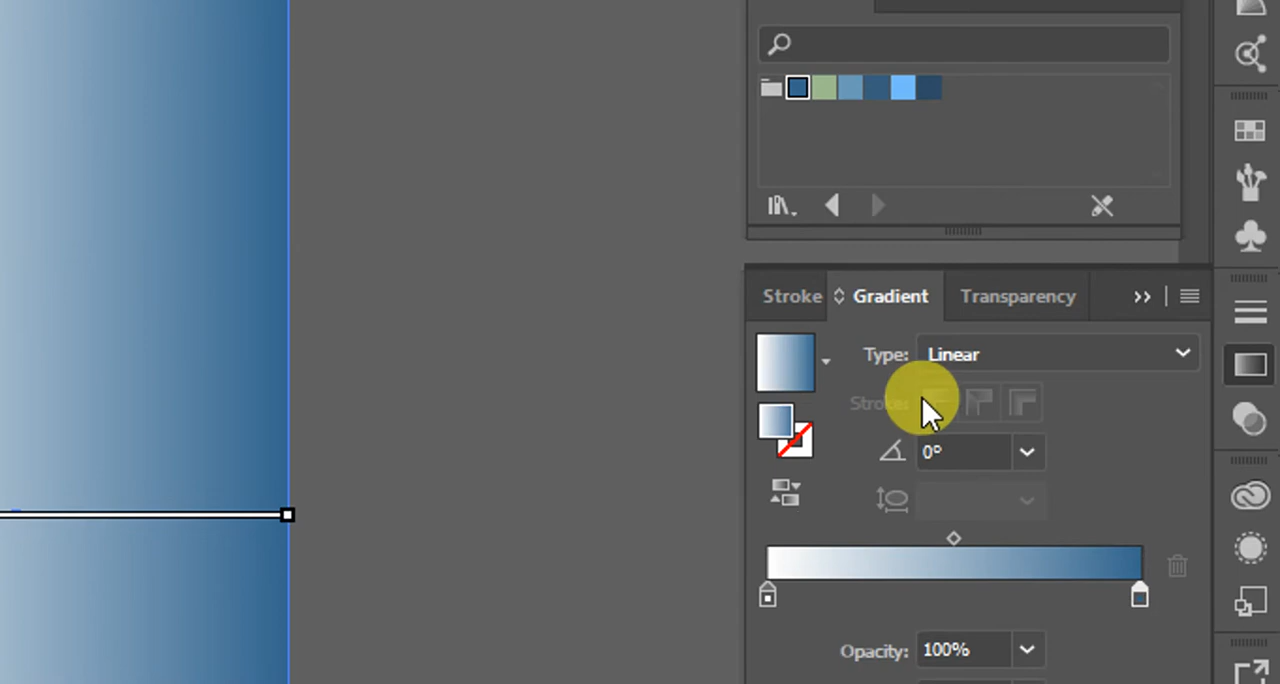 Stroke Gradient Transparency
Type: Linear
Stroke:
0°
Opacity: 100%